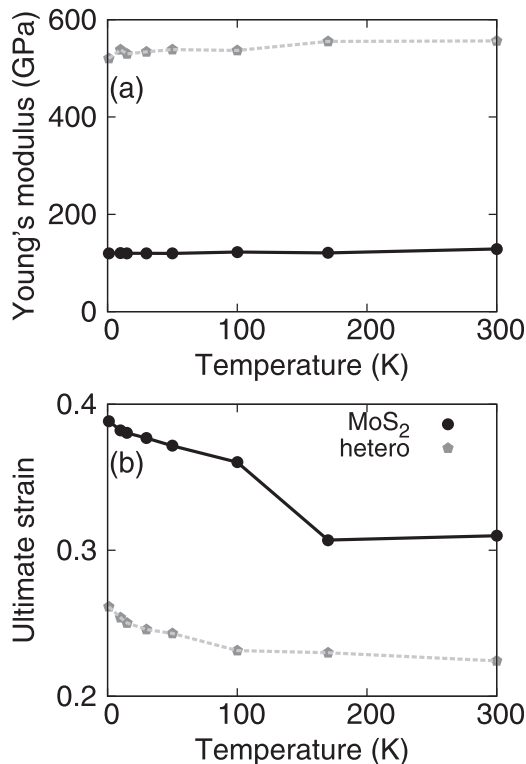 600
400
200
0
Young's modulus (GPa)
(a)
0 100 200 300
Temperature (K)
0.4
0.3
0.2
Ultimate strain
(b)
MoS₂
hetero
0 100 200 300
Temperature (K)